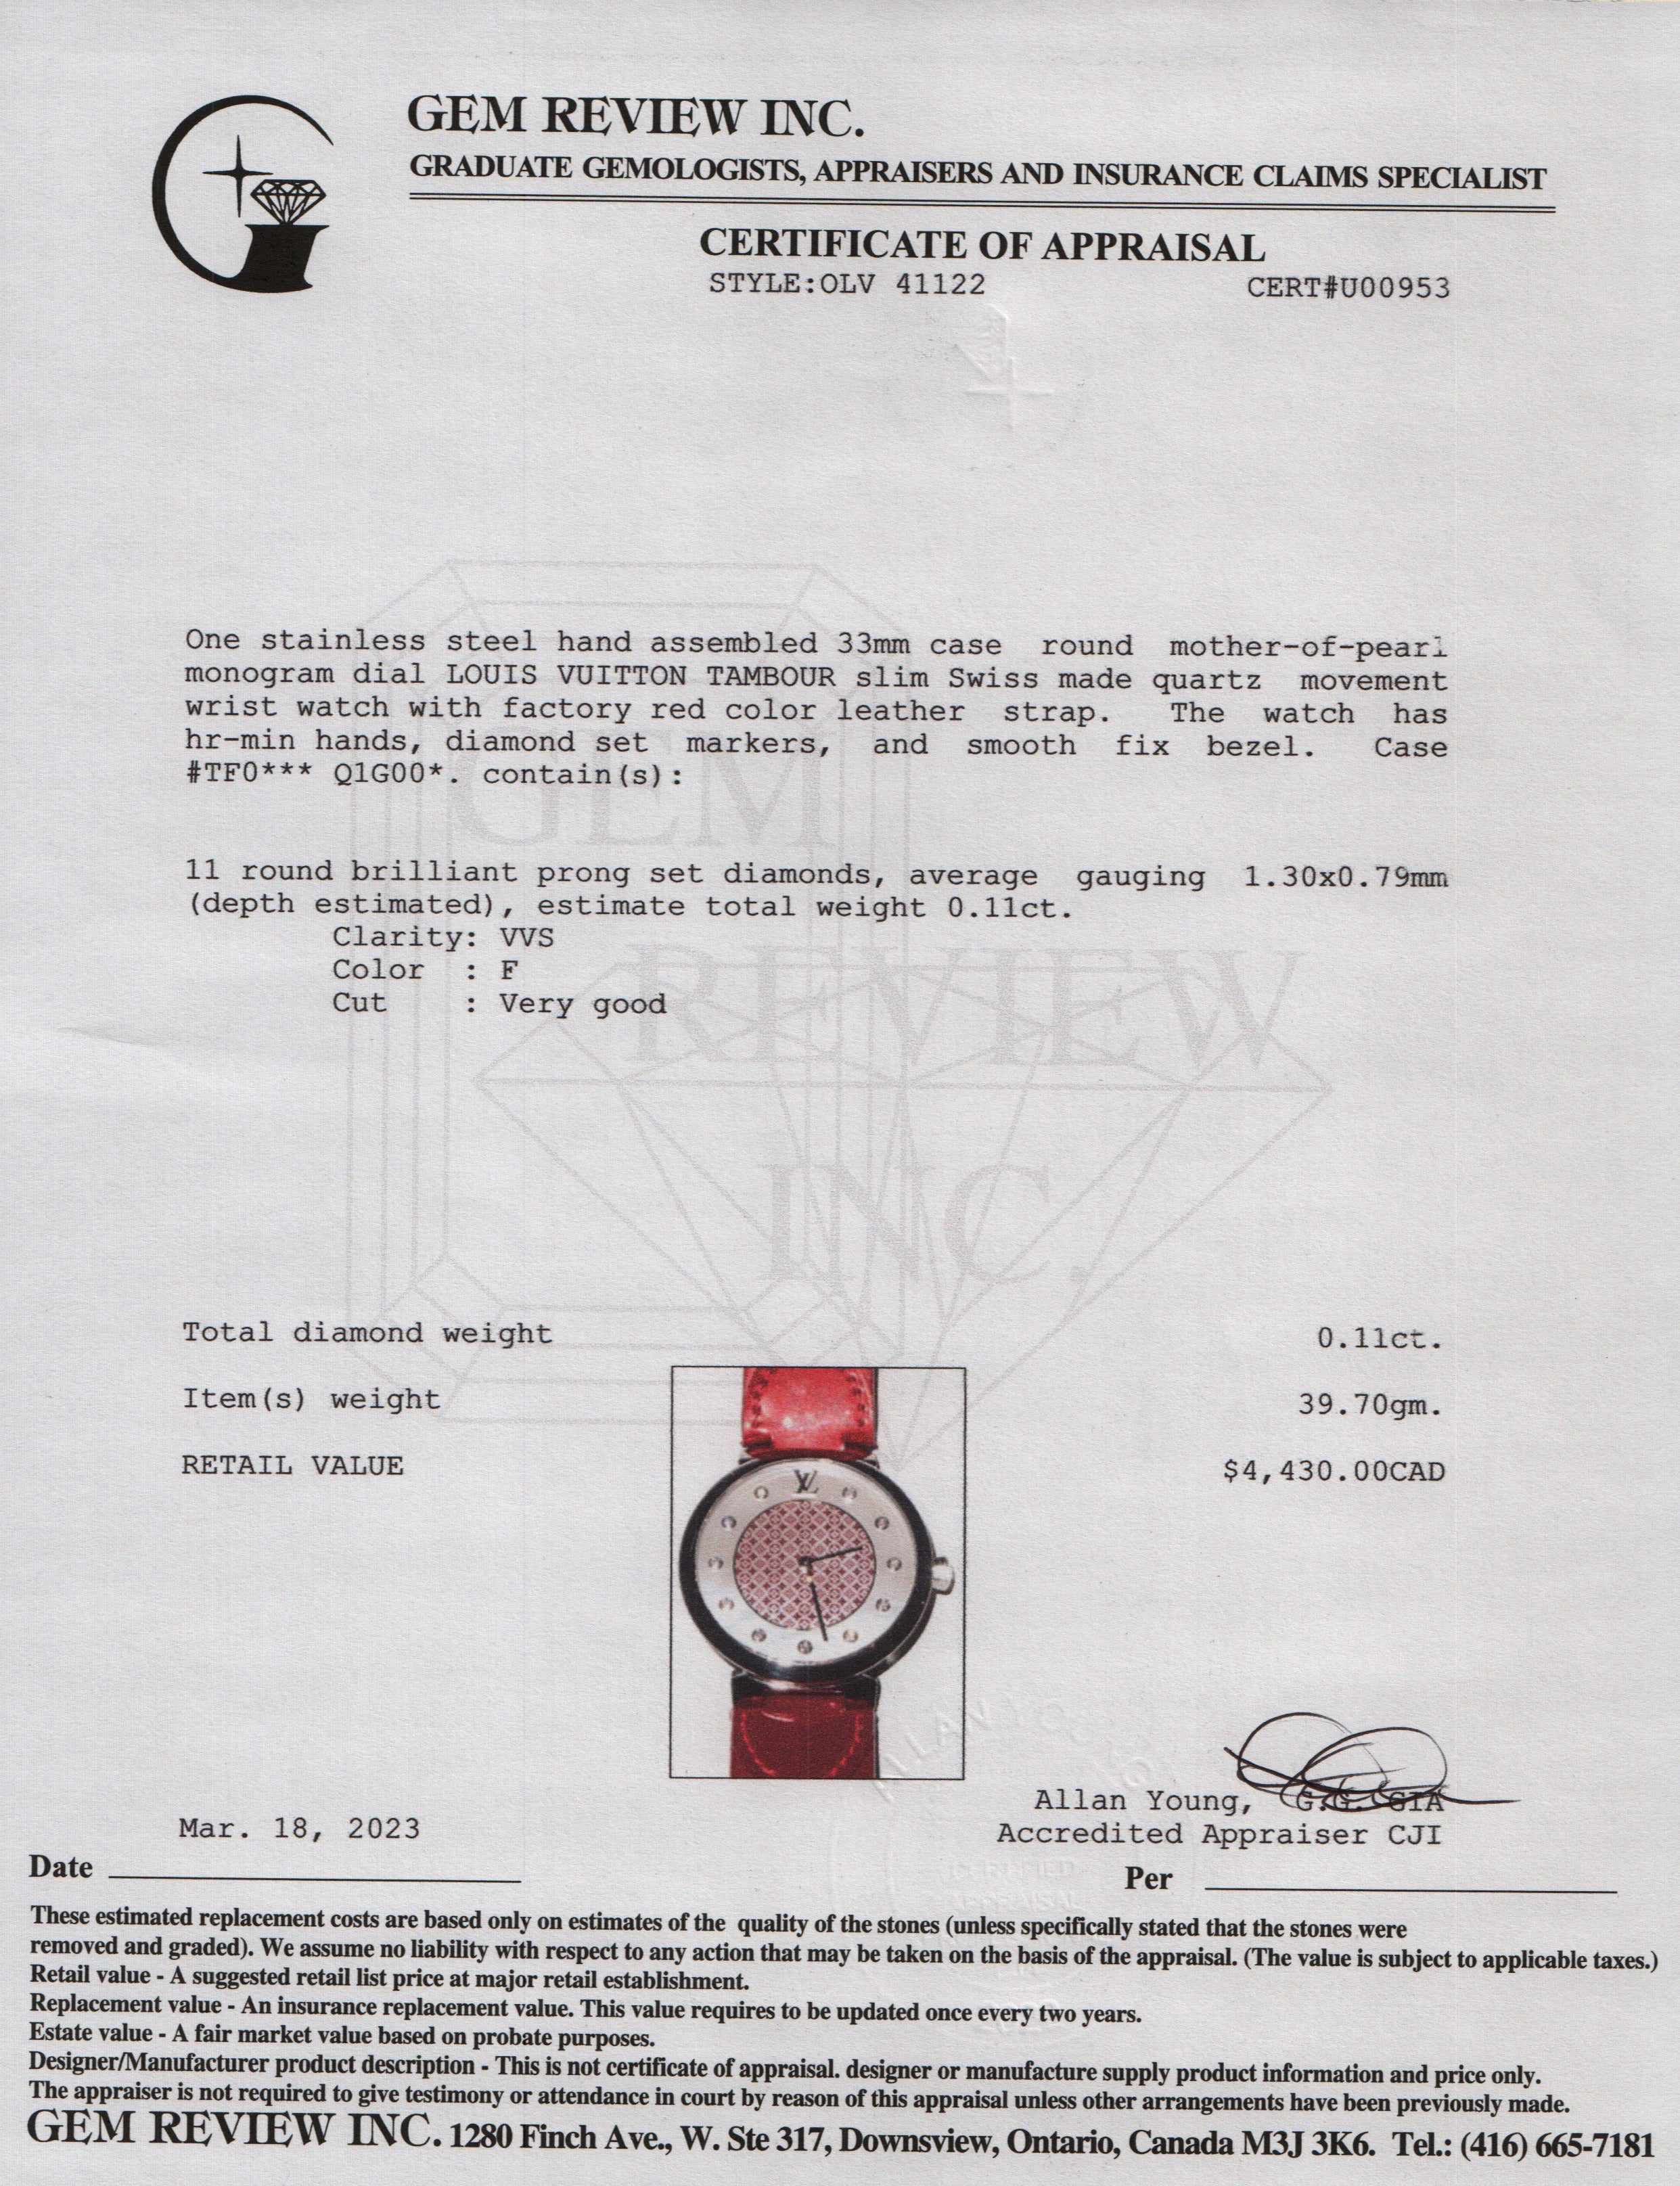 GEM REVIEW INC.
GRADUATE GEMOLOGISTS, APPRAISERS AND INSURANCE CLAIMS SPECIALIST
CERTIFICATE OF APPRAISAL
STYLE:OLV 41122 CERT#U00953
One stainless steel hand assembled 33mm case round mother-of-pearl
monogram dial LOUIS VUITTON TAMBOUR slim Swiss made quartz movement
wrist watch with factory red color leather strap. The watch has
hr-min hands, diamond set markers, and smooth fix bezel. Case
#TF0*** Q1G00*. contain(s):
GEM
11 round brilliant prong set diamonds, average gauging 1.30x0.79mm
(depth estimated), estimate total weight 0.11ct.
Clarity: VVS
Color : F
Cut : Very good
REVIEW
INC.
Total diamond weight 0.11ct.
Item(s) weight 39.70gm.
RETAIL VALUE $4,430.00CAD
LV
Allan Young, G.G. GIA
Mar. 18, 2023 Accredited Appraiser CJI
Date Per
These estimated replacement costs are based only on estimates of the quality of the stones (unless specifically stated that the stones were
removed and graded). We assume no liability with respect to any action that may be taken on the basis of the appraisal. (The value is subject to applicable taxes.)
Retail value - A suggested retail list price at major retail establishment.
Replacement value - An insurance replacement value. This value requires to be updated once every two years.
Estate value - A fair market value based on probate purposes.
Designer/Manufacturer product description - This is not certificate of appraisal. designer or manufacture supply product information and price only.
The appraiser is not required to give testimony or attendance in court by reason of this appraisal unless other arrangements have been previously made.
GEM REVIEW INC. 1280 Finch Ave., W. Ste 317, Downsview, Ontario, Canada M3J 3K6. Tel.: (416) 665-7181